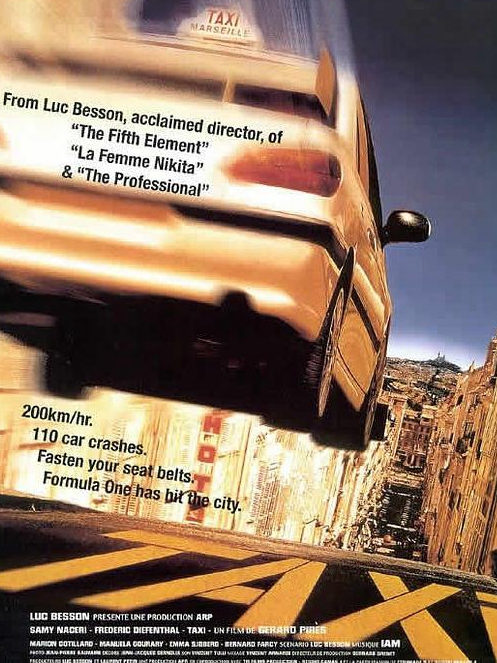 TAXI
MARSEILLE
From Luc Besson, acclaimed director, of
"The Fifth Element"
"La Femme Nikita"
& "The Professional"
HOT
200km/hr.
110 car crashes.
Fasten your seat belts.
Formula One has hit the city.
LUC BESSON PRESENTE UNE PRODUCTION ARP
SAMY NACERI - FREDERIC DIEFENTHAL - TAXI - UN FILM DE GERARD PIRÈS
MARION COTILLARD - MANUELA GOURARY - EMMA SJOBERG - BERNARD FARCY SCENARIO LUC BESSON MUSIQUE IAM